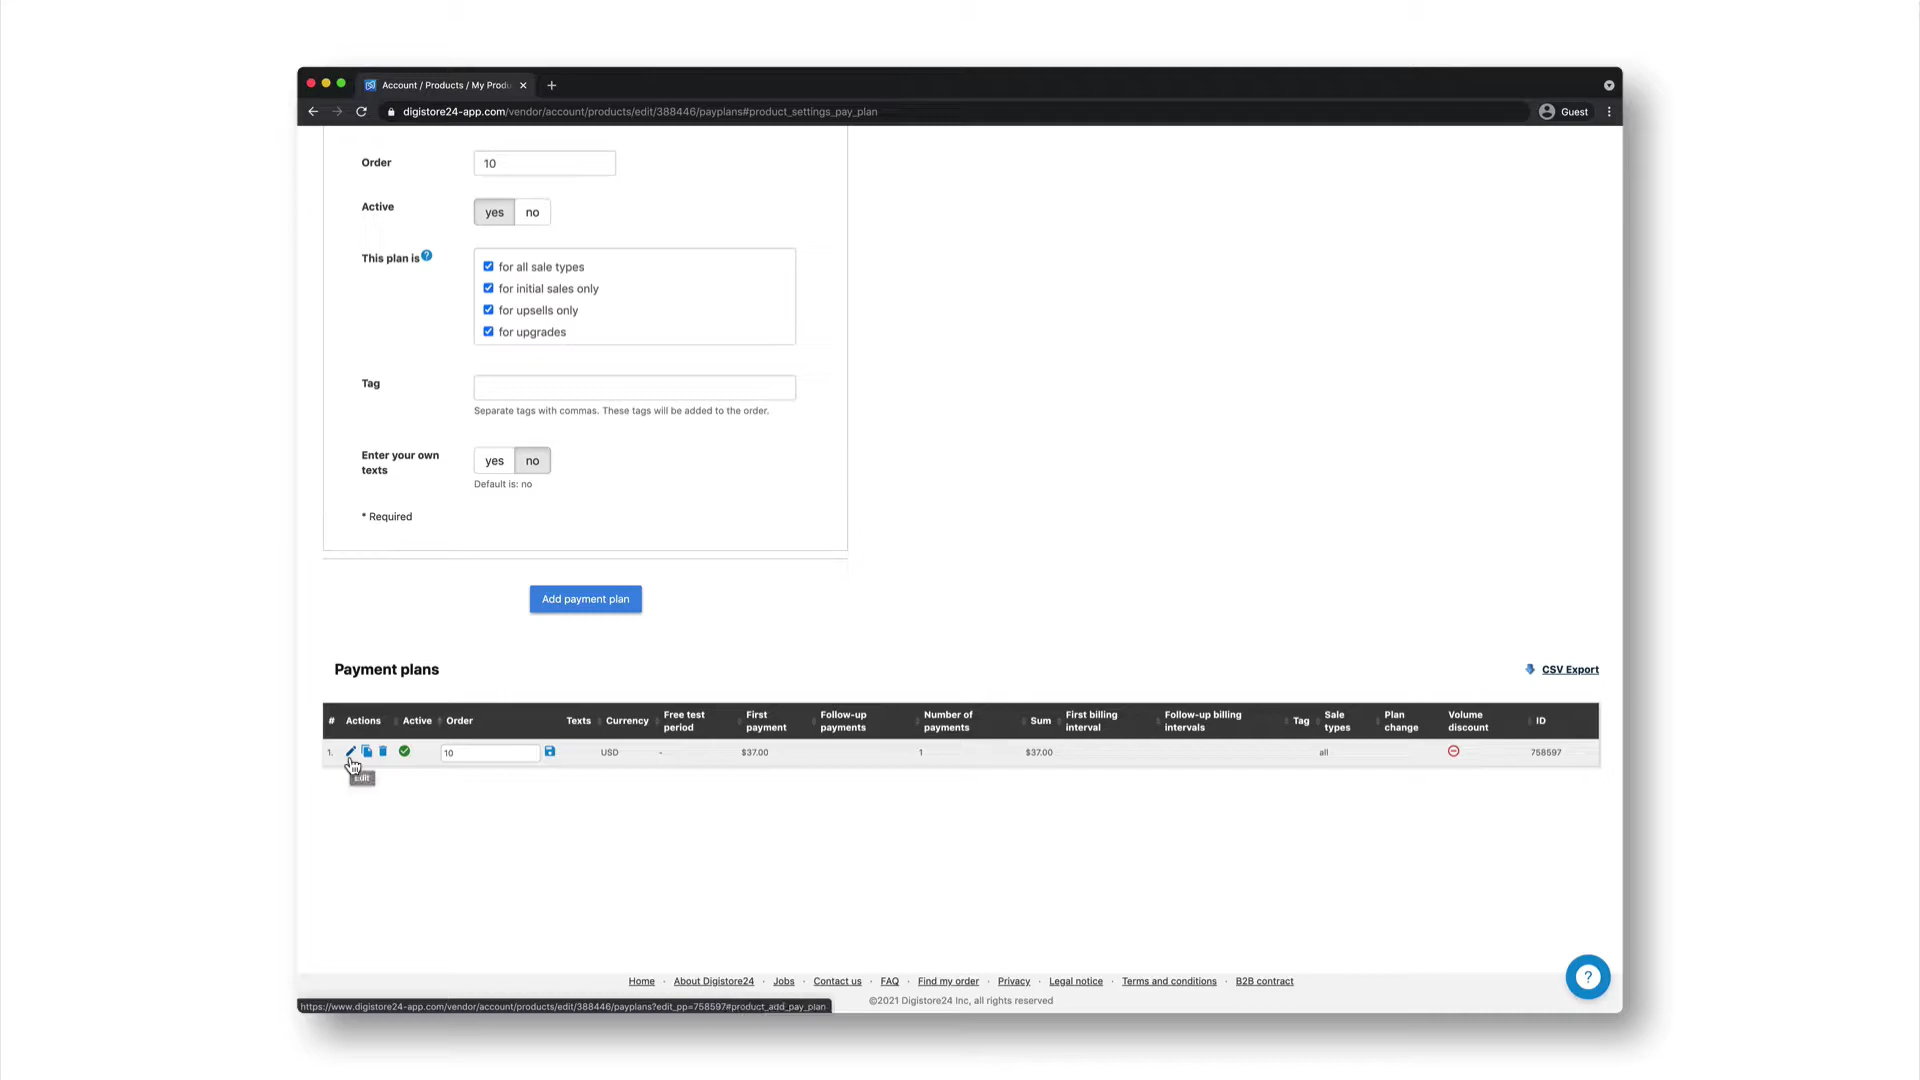 Account / Products / My Produ
digistore24-app.com/vendor/account/products/edit/388446/payplans#product_settings_pay_plan
Guest
Order
10
Active
yes no
This plan is
for all sale types
for initial sales only
for upsells only
for upgrades
Tag
Separate tags with commas. These tags will be added to the order.
Enter your own texts
yes no
Default is: no
* Required
Add payment plan
Payment plans
CSV Export
# Actions Active Order Texts Currency Free test period First payment Follow-up payments Number of payments Sum First billing interval Follow-up billing intervals Tag Sale types Plan change Volume discount ID
1. 10 USD - $37.00 1 $37.00 all 758597
Edit
?
Home · About Digistore24 · Jobs · Contact us · FAQ · Find my order · Privacy · Legal notice · Terms and conditions · B2B contract
©2021 Digistore24 Inc, all rights reserved
https://www.digistore24-app.com/vendor/account/products/edit/388446/payplans?edit_pp=758597#product_add_pay_plan